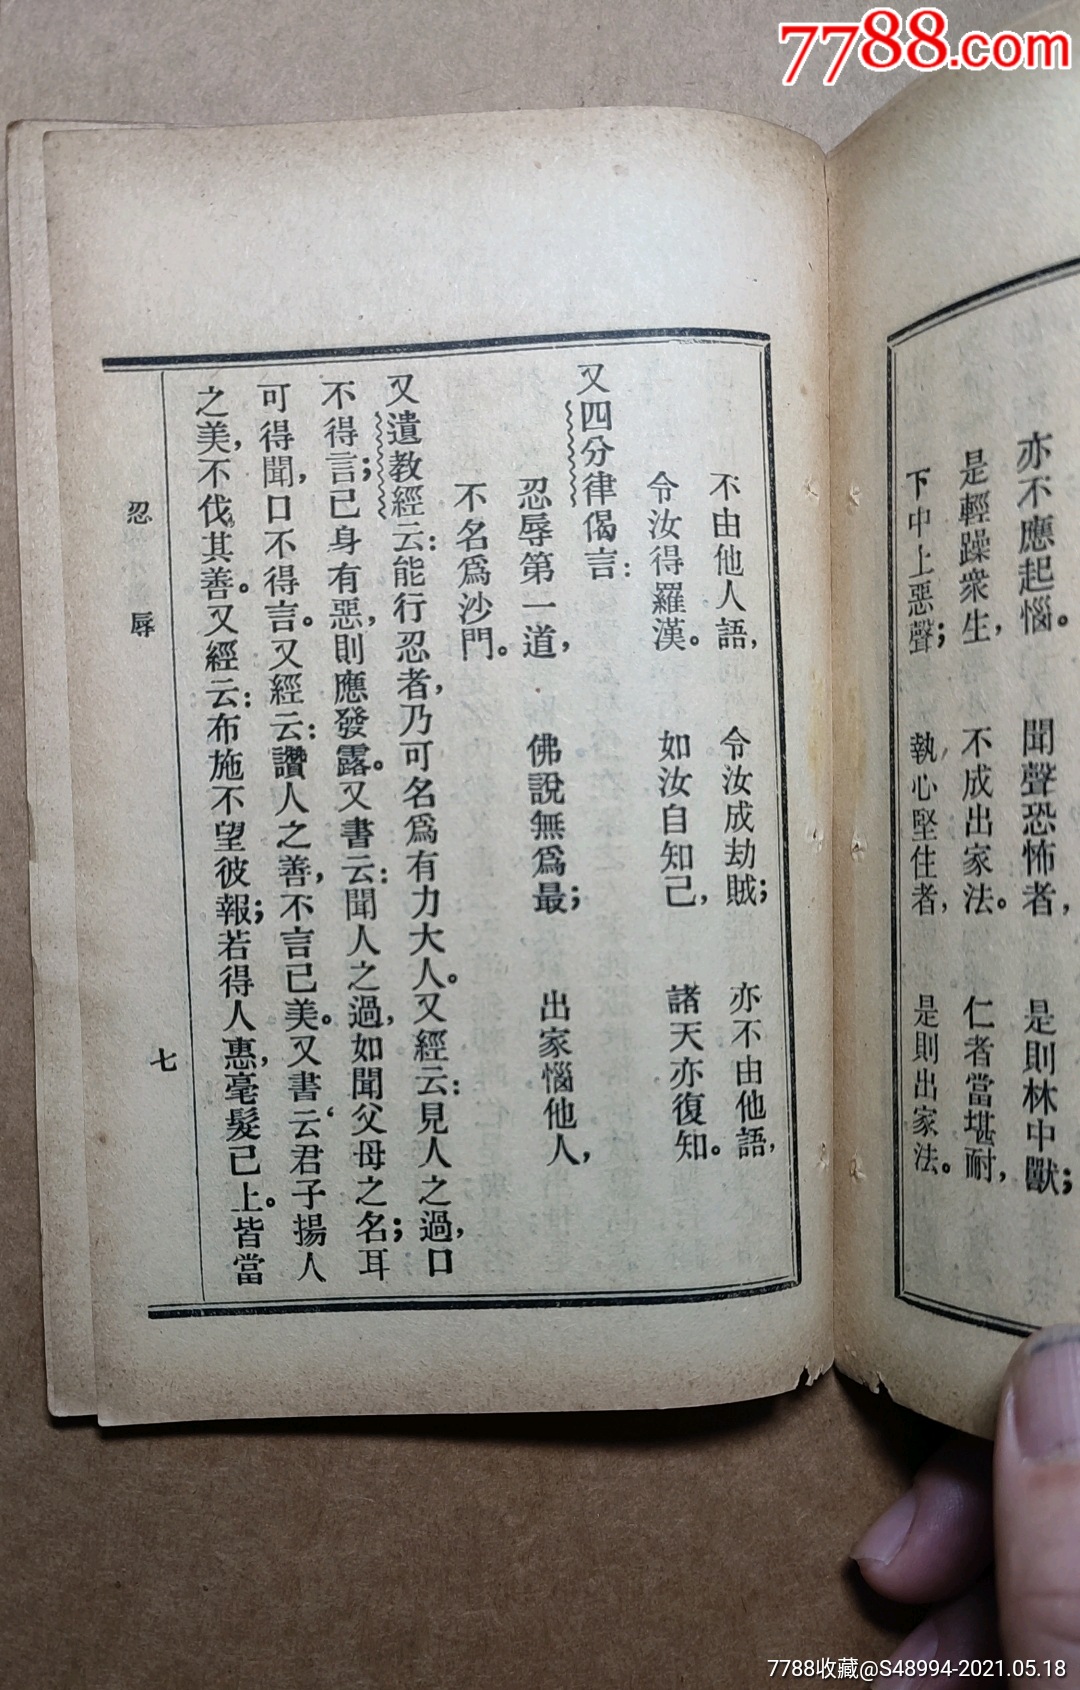 7788.com
亦不應起惱。　聞聲恐怖者，　是則林中獸；
是輕躁衆生，　不成出家法。　仁者當堪耐，
下中上惡聲；　執心堅住者，　是則出家法。
不由他人語，　令汝成劫賊；　亦不由他語，
令汝得羅漢。　如汝自知己，　諸天亦復知。
又四分律偈言：
忍辱第一道，　佛說無爲最；　出家惱他人，
不名爲沙門。
又遺教經云：能行忍者，乃可名爲有力大人。又經云：見人之過，口
不得言；己身有惡，則應發露。又書云：聞人之過，如聞父母之名；耳
可得聞，口不得言。又經云：讚人之善，不言己美。又書云‘君子揚人
之美，不伐其善。又經云：布施不望彼報；若得人惠，毫髮已上。皆當
忍　辱
七
7788收藏@S48994-2021.05.18